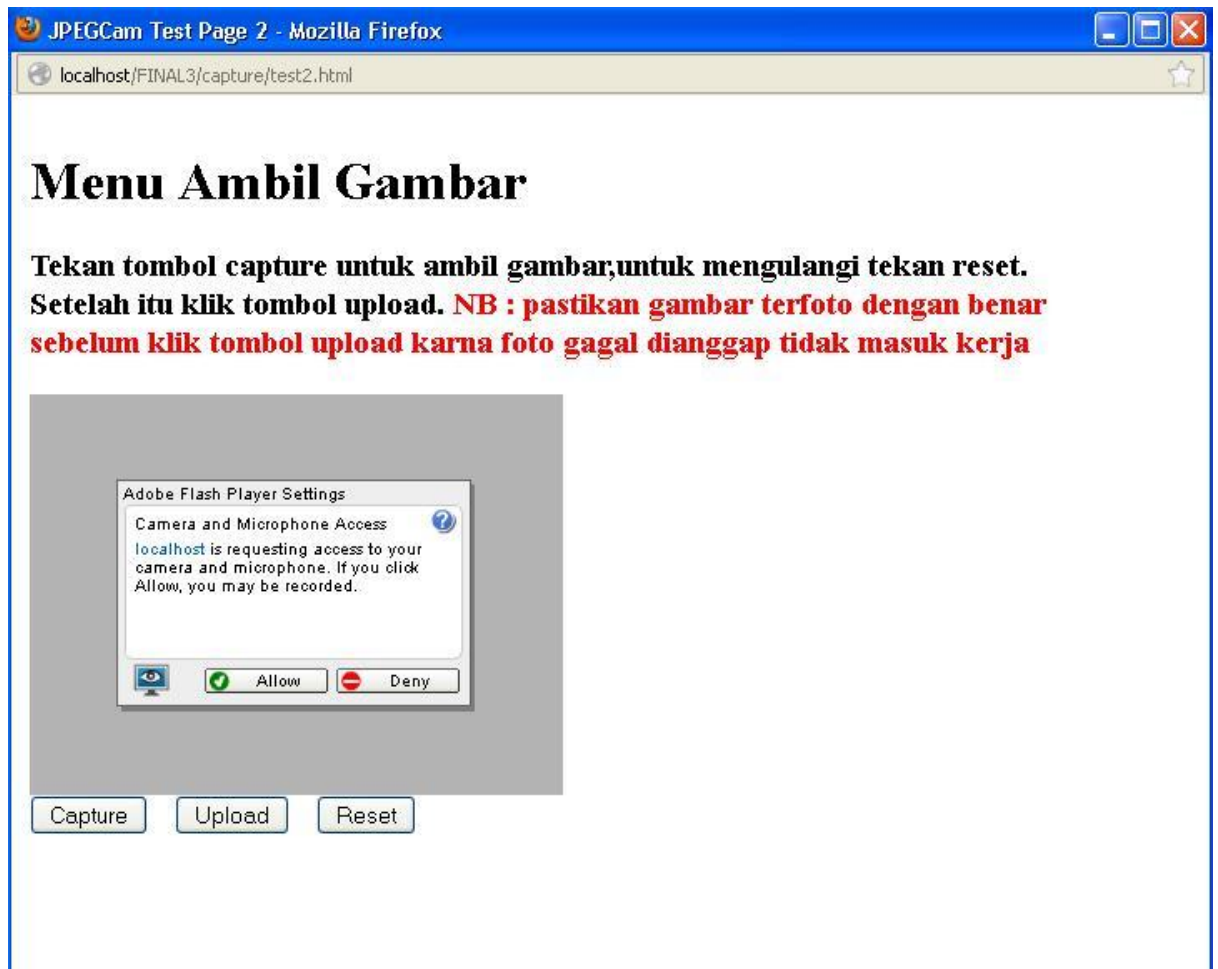 JPEGCam Test Page 2 - Mozilla Firefox
localhost/FINAL3/capture/test2.html
Menu Ambil Gambar
Tekan tombol capture untuk ambil gambar,untuk mengulangi tekan reset.
Setelah itu klik tombol upload. NB : pastikan gambar terfoto dengan benar
sebelum klik tombol upload karna foto gagal dianggap tidak masuk kerja
Adobe Flash Player Settings
Camera and Microphone Access
localhost is requesting access to your
camera and microphone. If you click
Allow, you may be recorded.
Allow Deny
Capture Upload Reset